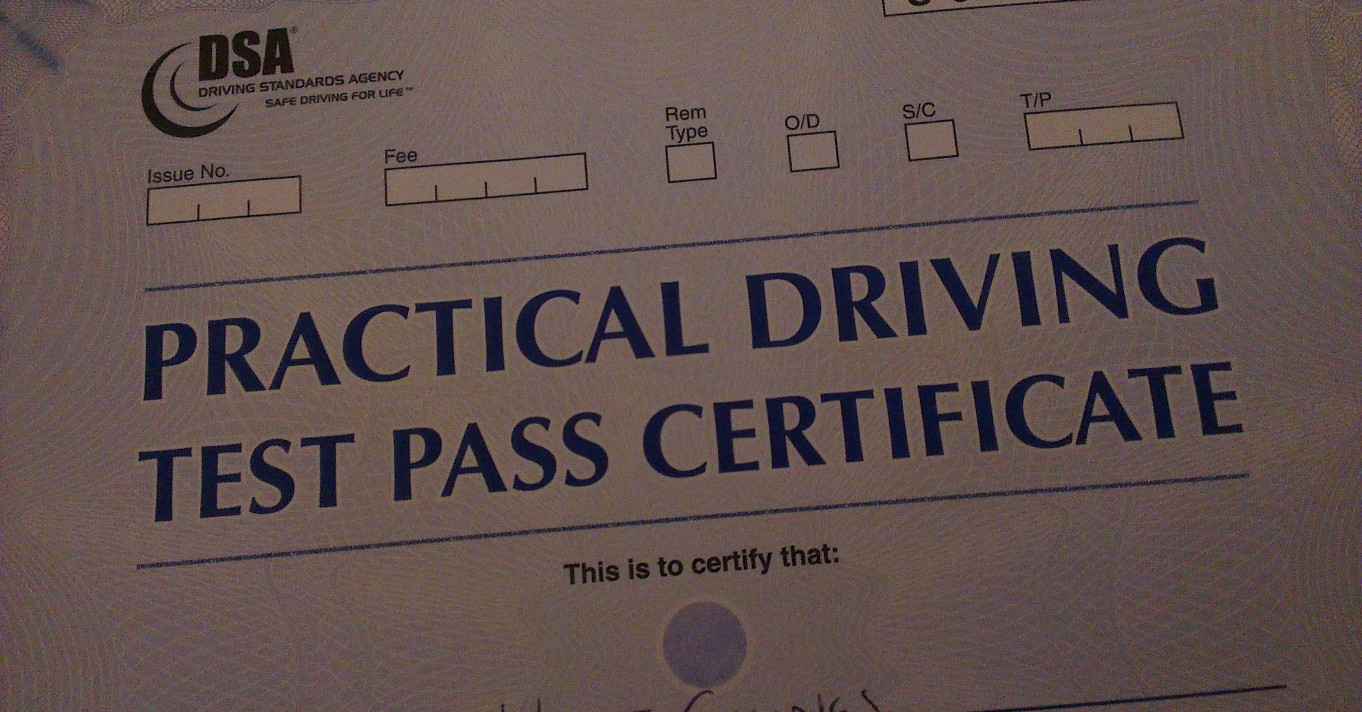 DSA®
DRIVING STANDARDS AGENCY
SAFE DRIVING FOR LIFE™
Issue No.
Fee
Rem
Type
O/D
S/C
T/P
PRACTICAL DRIVING
TEST PASS CERTIFICATE
This is to certify that: